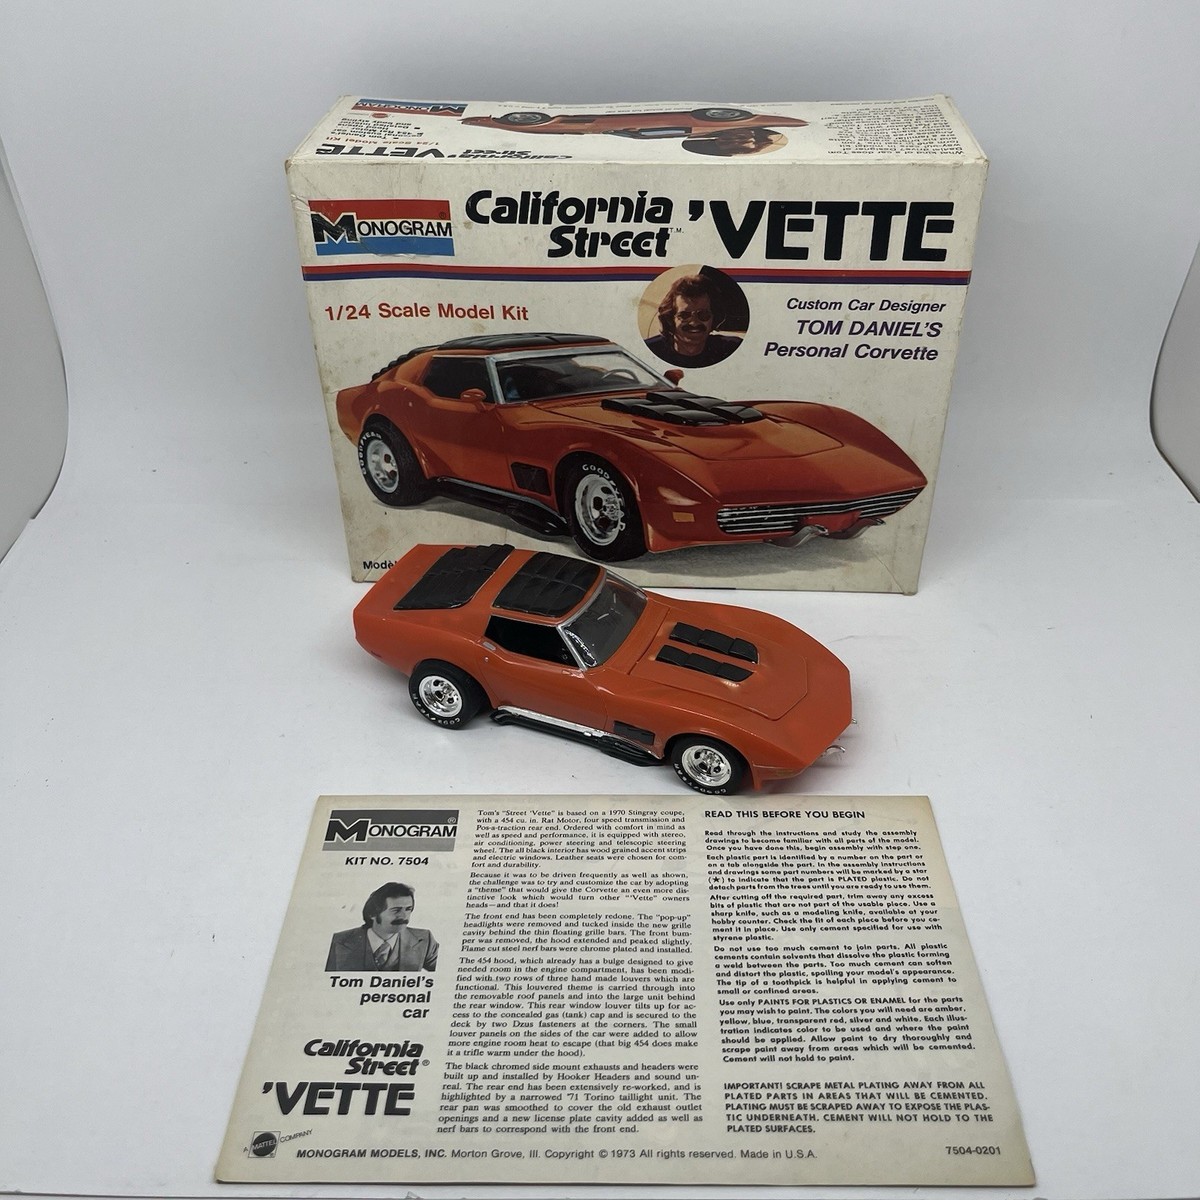 MONOGRAM
California
Street
'VETTE
1/24 Scale Model Kit
MONOGRAM®
California
Street T.M.
'VETTE
1/24 Scale Model Kit
Custom Car Designer
TOM DANIEL'S
Personal Corvette
GOODYEAR
GOODYEAR
Modè
GOODYEAR
GOODYEAR
MONOGRAM
KIT NO. 7504
Tom Daniel's
personal
car
California
Street®
'VETTE
Tom's "Street 'Vette" is based on a 1970 Stingray coupe,
with a 454 cu. in. Rat Motor, four speed transmission and
Pos-a-traction rear end. Ordered with comfort in mind as
well as speed and performance, it is equipped with stereo,
air conditioning, power steering and telescopic steering
wheel. The all black interior has wood grained accent strips
and electric windows. Leather seats were chosen for com-
fort and durability.
Because it was to be driven frequently as well as shown,
the challenge was to try and customize the car by adopting
a "theme" that would give the Corvette an even more dis-
tinctive look which would turn other "'Vette" owners
heads—and that it does!
The front end has been completely redone. The "pop-up"
headlights were removed and tucked inside the new grille
cavity behind the thin floating grille bars. The front bum-
per was removed, the hood extended and peaked slightly.
Flame cut steel nerf bars were chrome plated and installed.
The 454 hood, which already has a bulge designed to give
needed room in the engine compartment, has been modi-
fied with two rows of three hand made louvers which are
functional. This louvered theme is carried through into
the removable roof panels and into the large unit behind
the rear window. This rear window louver tilts up for ac-
cess to the concealed gas (tank) cap and is secured to the
deck by two Dzus fasteners at the corners. The small
louver panels on the sides of the car were added to allow
more engine room heat to escape (that big 454 does make
it a trifle warm under the hood).
The black chromed side mount exhausts and headers were
built up and installed by Hooker Headers and sound un-
real. The rear end has been extensively re-worked, and is
highlighted by a narrowed '71 Torino taillight unit. The
rear pan was smoothed to cover the old exhaust outlet
openings and a new license plate cavity added as well as
nerf bars to correspond with the front end.
READ THIS BEFORE YOU BEGIN
Read through the instructions and study the assembly
drawings to become familiar with all parts of the model.
Once you have done this, begin assembly with step one.
Each plastic part is identified by a number on the part or
on a tab alongside the part. In the assembly instructions
and drawings some part numbers will be marked by a star
(★) to indicate that the part is PLATED plastic. Do not
detach parts from the trees until you are ready to use them.
After cutting off the required part, trim away any excess
bits of plastic that are not part of the usable piece. Use a
sharp knife, such as a modeling knife, available at your
hobby counter. Check the fit of each piece before you ce-
ment it in place. Use only cement specified for use with
styrene plastic.
Do not use too much cement to join parts. All plastic
cements contain solvents that dissolve the plastic forming
a weld between the parts. Too much cement can soften
and distort the plastic, spoiling your model's appearance.
The tip of a toothpick is helpful in applying cement to
small or confined areas.
Use only PAINTS FOR PLASTICS OR ENAMEL for the parts
you may wish to paint. The colors you will need are amber,
yellow, blue, transparent red, silver and white. Each illus-
tration indicates color to be used and where the paint
should be applied. Allow paint to dry thoroughly and
scrape paint away from areas which will be cemented.
Cement will not hold to paint.
IMPORTANT! SCRAPE METAL PLATING AWAY FROM ALL
PLATED PARTS IN AREAS THAT WILL BE CEMENTED.
PLATING MUST BE SCRAPED AWAY TO EXPOSE THE PLAS-
TIC UNDERNEATH. CEMENT WILL NOT HOLD TO THE
PLATED SURFACES.
A MATTEL COMPANY
MONOGRAM MODELS, INC. Morton Grove, Ill. Copyright © 1973 All rights reserved. Made in U.S.A.
7504-0201